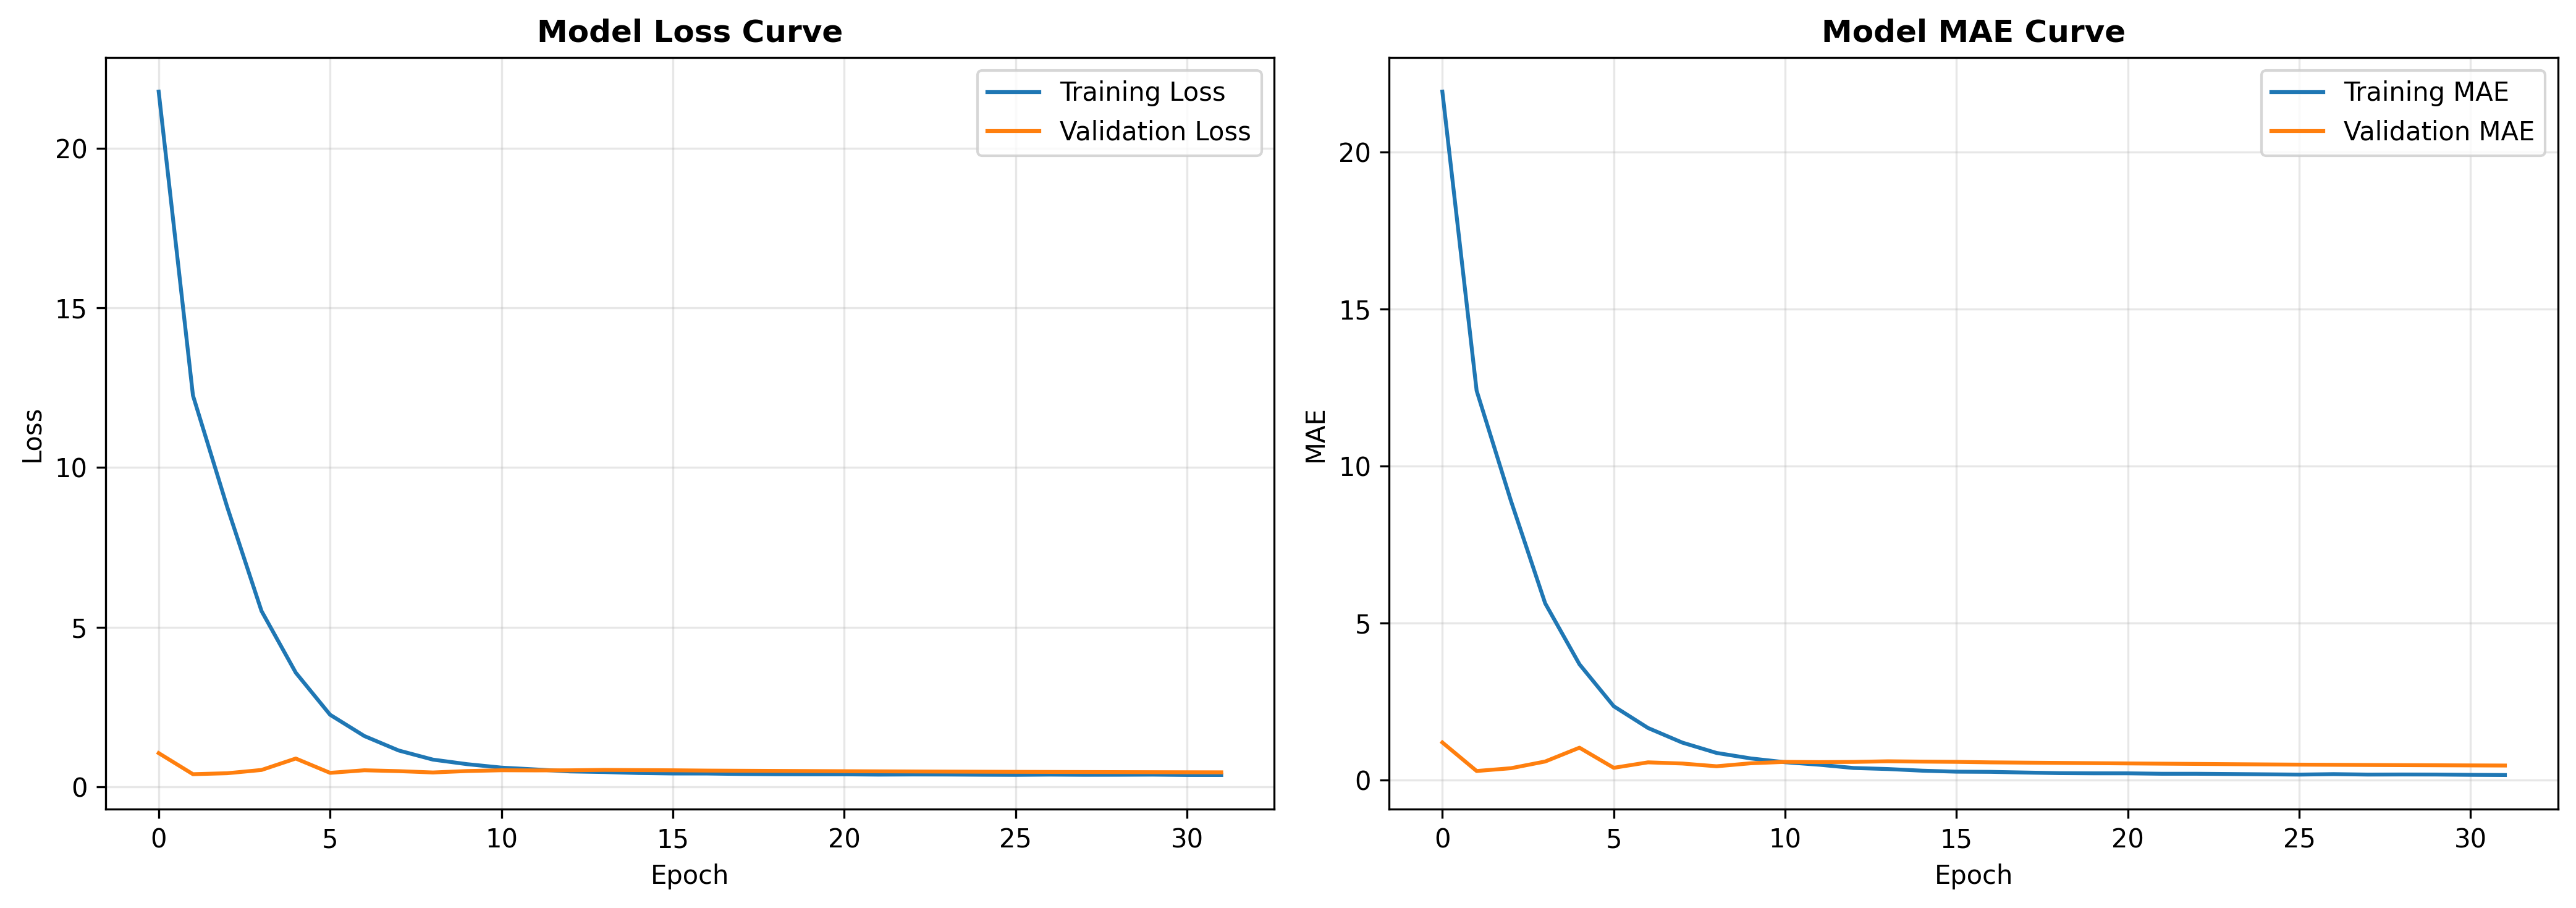 Model Loss Curve
Training Loss
Validation Loss
20
15
10
5
0
Loss
0 5 10 15 20 25 30
Epoch
Model MAE Curve
Training MAE
Validation MAE
20
15
10
5
0
MAE
0 5 10 15 20 25 30
Epoch